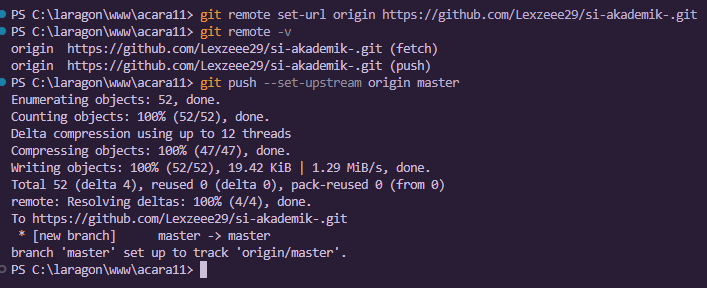 PS C:\laragon\www\acara11> git remote set-url origin https://github.com/Lexzeee29/si-akademik-.git
PS C:\laragon\www\acara11> git remote -v
origin  https://github.com/Lexzeee29/si-akademik-.git (fetch)
origin  https://github.com/Lexzeee29/si-akademik-.git (push)
PS C:\laragon\www\acara11> git push --set-upstream origin master
Enumerating objects: 52, done.
Counting objects: 100% (52/52), done.
Delta compression using up to 12 threads
Compressing objects: 100% (47/47), done.
Writing objects: 100% (52/52), 19.42 KiB | 1.29 MiB/s, done.
Total 52 (delta 4), reused 0 (delta 0), pack-reused 0 (from 0)
remote: Resolving deltas: 100% (4/4), done.
To https://github.com/Lexzeee29/si-akademik-.git
 * [new branch]      master -> master
branch 'master' set up to track 'origin/master'.
PS C:\laragon\www\acara11>